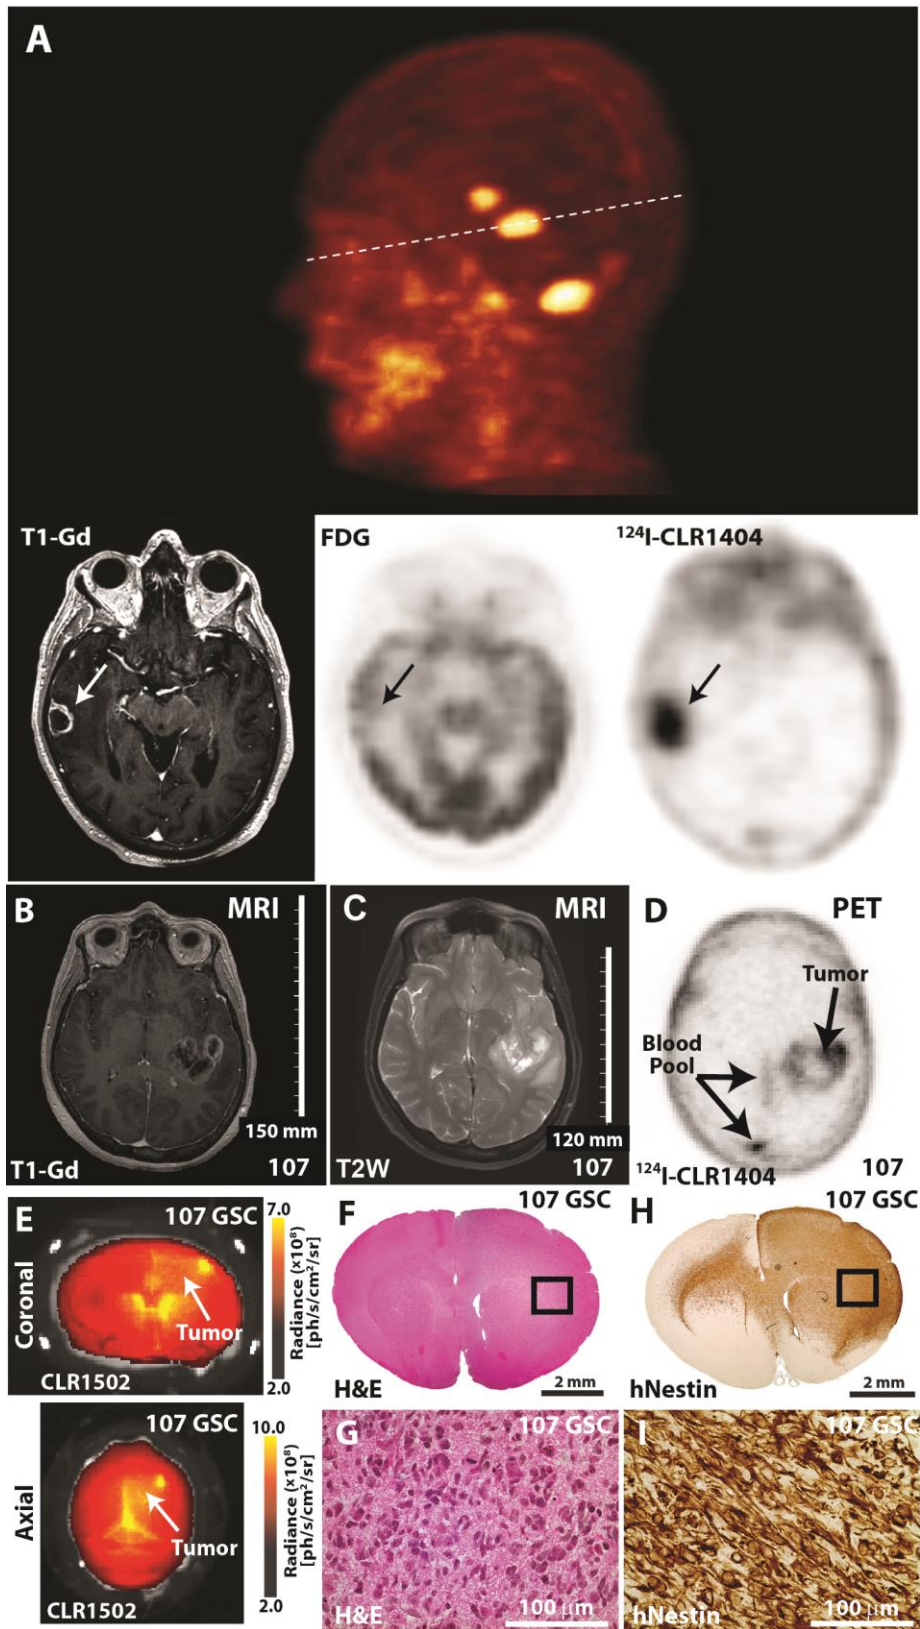 A
T1-Gd
FDG
¹²⁴I-CLR1404
B
MRI
150 mm
T1-Gd
107
C
MRI
120 mm
T2W
107
D
PET
Tumor
Blood
Pool
¹²⁴I-CLR1404
107
E
107 GSC
Coronal
Tumor
CLR1502
7.0
Radiance (x10⁸)
[ph/s/cm²/sr]
2.0
F
107 GSC
H&E
2 mm
H
107 GSC
hNestin
2 mm
Axial
107 GSC
Tumor
CLR1502
10.0
Radiance (x10⁸)
[ph/s/cm²/sr]
2.0
G
107 GSC
H&E
100 µm
I
107 GSC
hNestin
100 µm